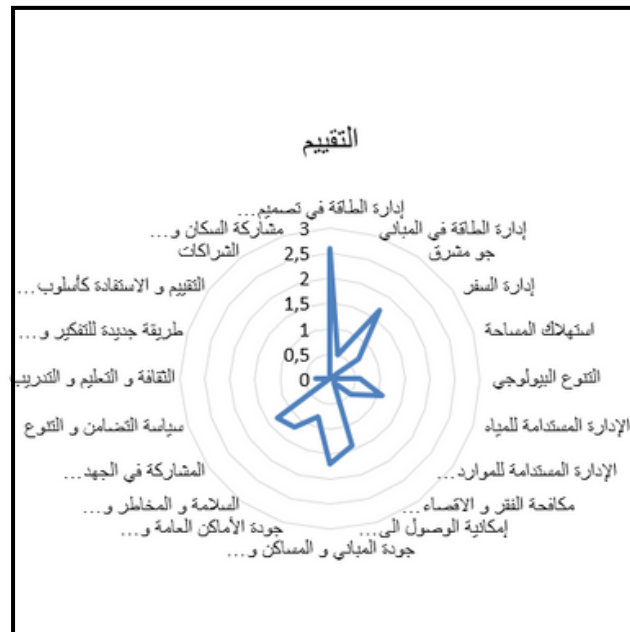 التقييم
إدارة الطاقة في تصميم...
إدارة الطاقة في المباني
جو مشرق
إدارة السفر
استهلاك المساحة
التنوع البيولوجي
الإدارة المستدامة للمياه
الإدارة المستدامة للموارد...
مكافحة الفقر و الاقصاء...
إمكانية الوصول الى...
جودة المباني و المساكن و...
جودة الأماكن العامة و...
السلامة و المخاطر و...
المشاركة في الجهد...
سياسة التضامن و التنوع
الثقافة و التعليم و التدريب
طريقة جديدة للتفكير و...
التقييم و الاستفادة كأسلوب...
الشراكات
مشاركة السكان و...
3
2,5
2
1,5
1
0,5
0